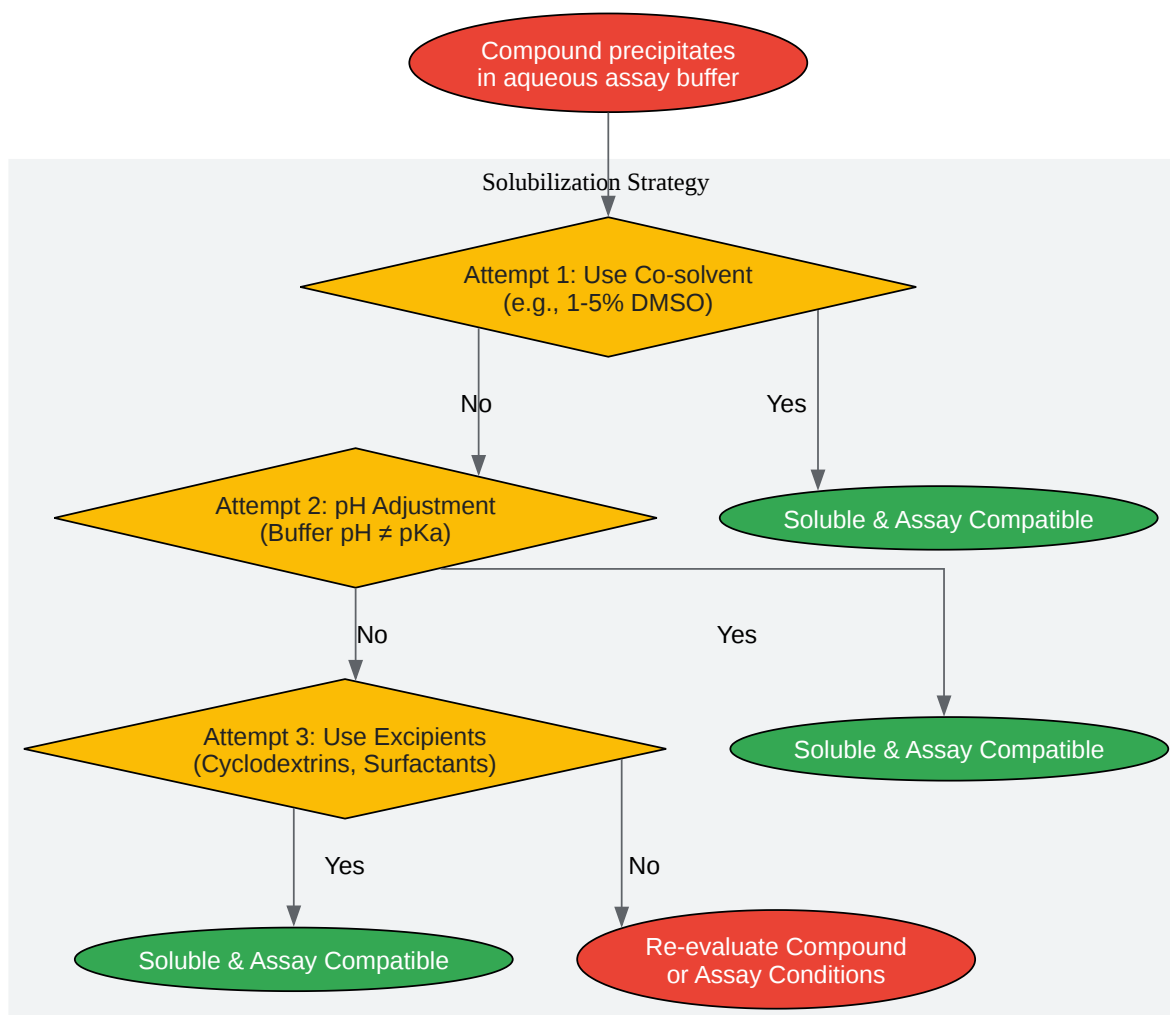 Compound precipitates
in aqueous assay buffer
Solubilization Strategy
Attempt 1: Use Co-solvent
(e.g., 1-5% DMSO)
No
Yes
Attempt 2: pH Adjustment
(Buffer pH ≠ pKa)
Soluble & Assay Compatible
No
Yes
Attempt 3: Use Excipients
(Cyclodextrins, Surfactants)
Soluble & Assay Compatible
Yes
No
Soluble & Assay Compatible
Re-evaluate Compound
or Assay Conditions